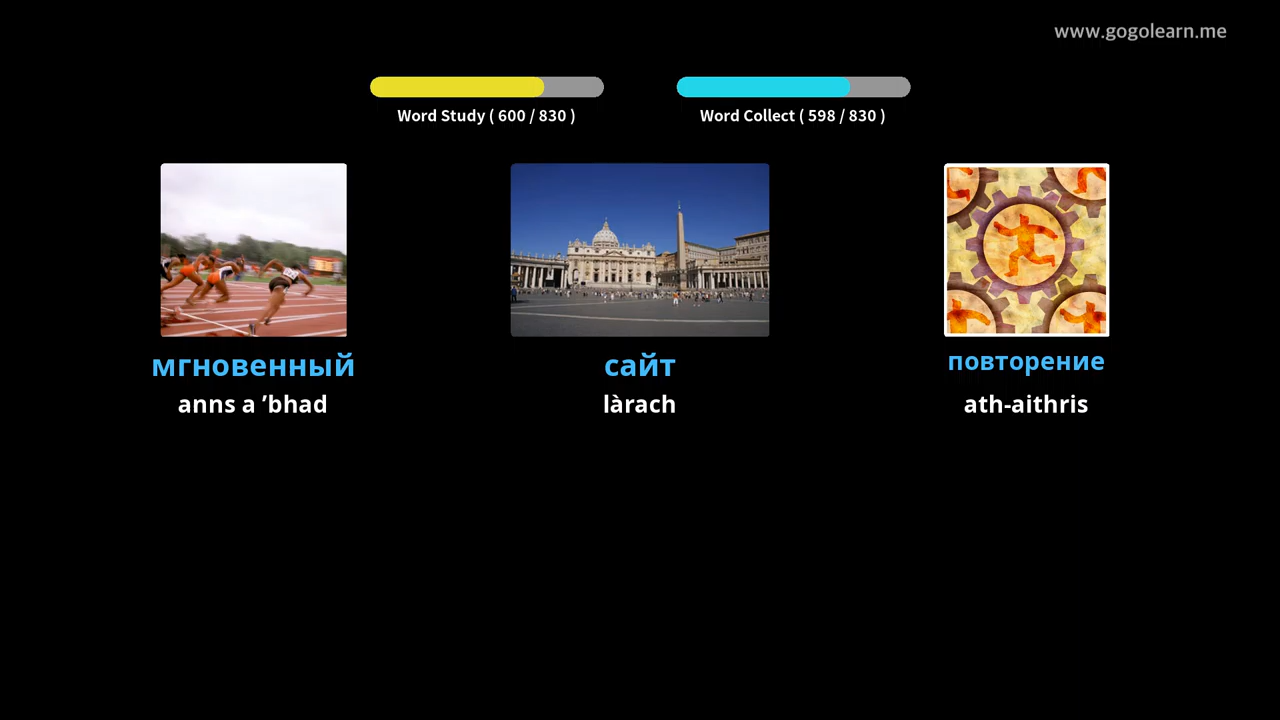 www.gogolearn.me
Word Study ( 600 / 830 )
Word Collect ( 598 / 830 )
мгновенный
anns a ’bhad
сайт
làrach
повторение
ath-aithris